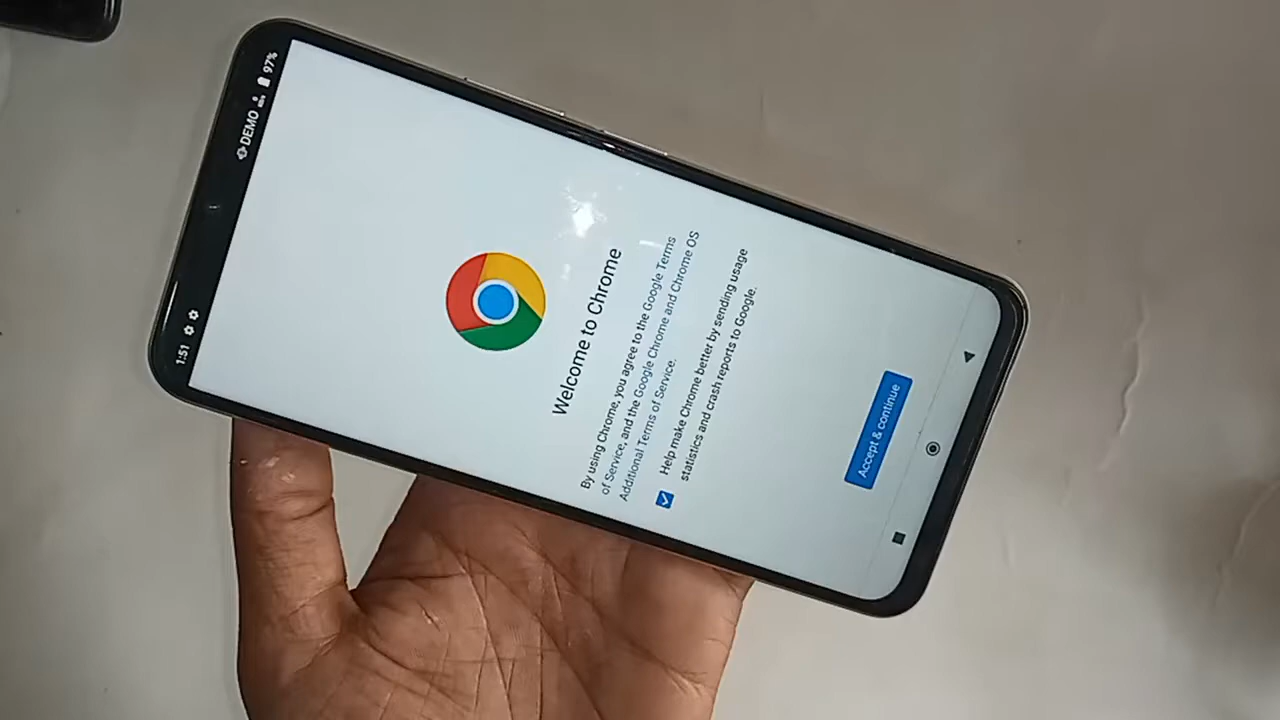 1:51 DEMO 97%
Welcome to Chrome
By using Chrome, you agree to the Google Terms
of Service, and the Google Chrome and Chrome OS
Additional Terms of Service.
Help make Chrome better by sending usage
statistics and crash reports to Google.
Accept & continue